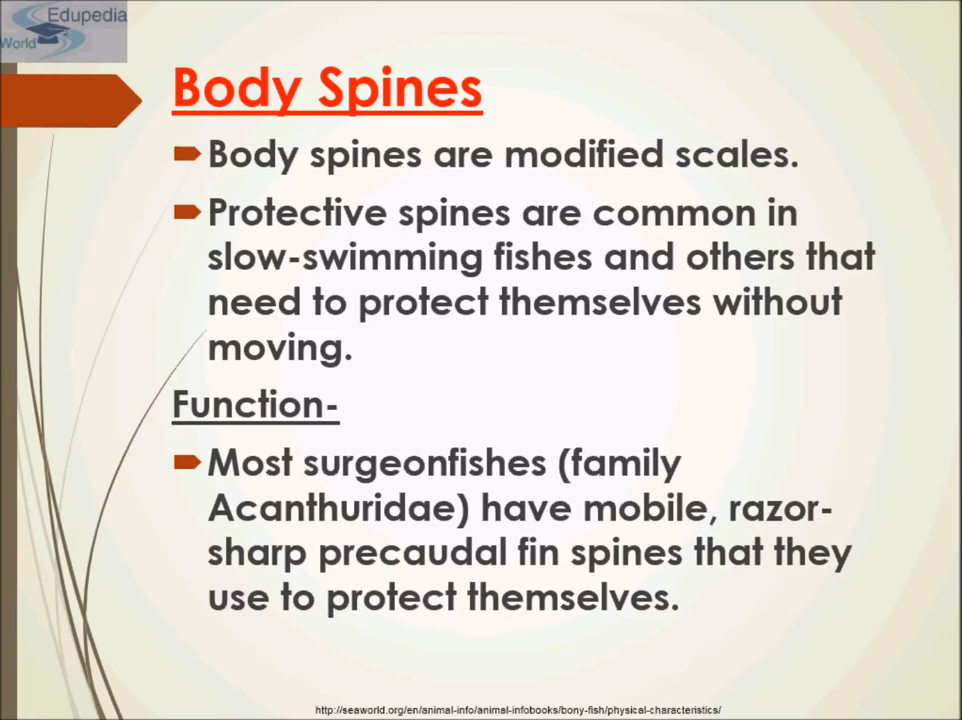 Edupedia
World
Body Spines
Body spines are modified scales.
Protective spines are common in
slow-swimming fishes and others that
need to protect themselves without
moving.
Function-
Most surgeonfishes (family
Acanthuridae) have mobile, razor-
sharp precaudal fin spines that they
use to protect themselves.
http://seaworld.org/en/animal-info/animal-infobooks/bony-fish/physical-characteristics/